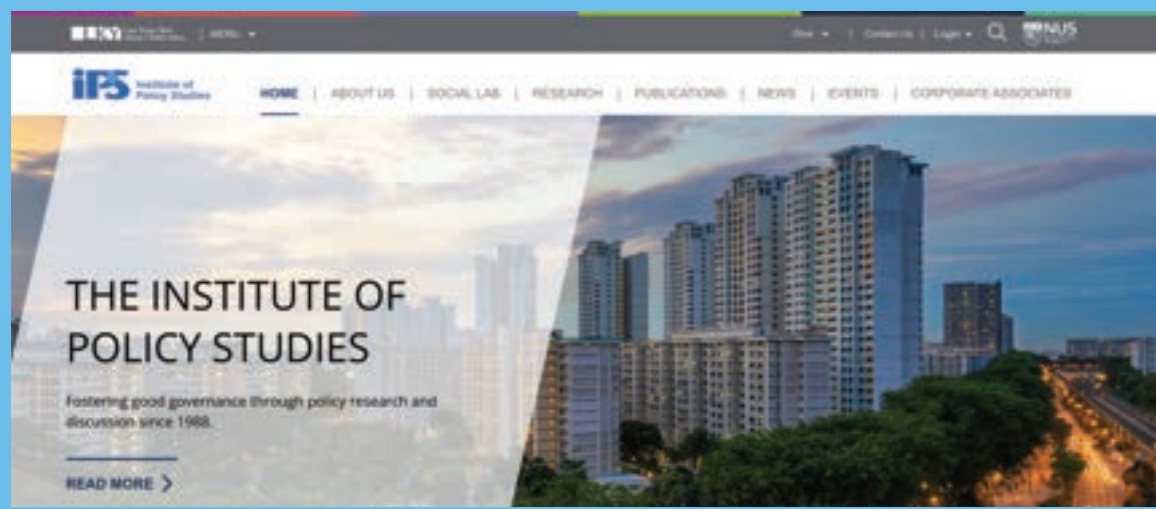 LKY
MENU
Give | Contact Us | Login
NUS
iPS Institute of
Policy Studies
HOME | ABOUT US | SOCIAL LAB | RESEARCH | PUBLICATIONS | NEWS | EVENTS | CORPORATE ASSOCIATES
THE INSTITUTE OF
POLICY STUDIES
Fostering good governance through policy research and
discussion since 1988.
READ MORE